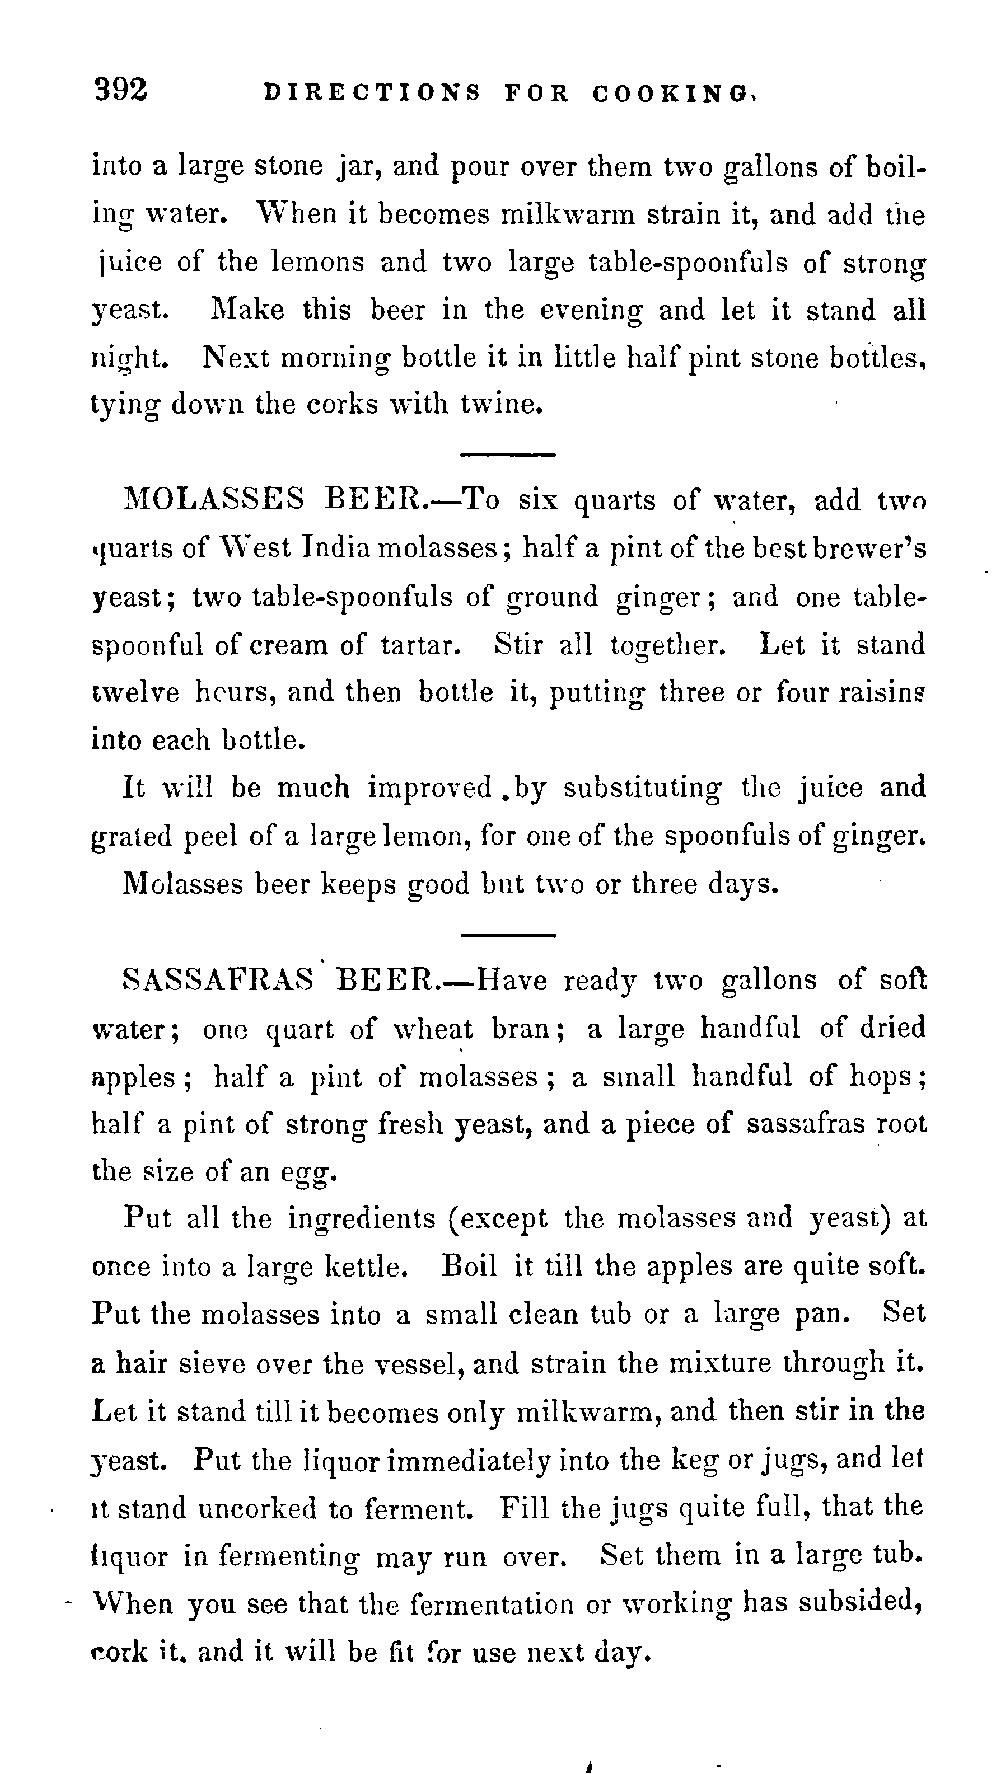 392 DIRECTIONS FOR COOKING.
into a large stone jar, and pour over them two gallons of boil-
ing water. When it becomes milkwarm strain it, and add the
juice of the lemons and two large table-spoonfuls of strong
yeast. Make this beer in the evening and let it stand all
night. Next morning bottle it in little half pint stone bottles,
tying down the corks with twine.
MOLASSES BEER.—To six quarts of water, add two
quarts of West India molasses; half a pint of the best brewer's
yeast; two table-spoonfuls of ground ginger; and one table-
spoonful of cream of tartar. Stir all together. Let it stand
twelve hours, and then bottle it, putting three or four raisins
into each bottle.
It will be much improved by substituting the juice and
grated peel of a large lemon, for one of the spoonfuls of ginger.
Molasses beer keeps good but two or three days.
SASSAFRAS BEER.—Have ready two gallons of soft
water; one quart of wheat bran; a large handful of dried
apples; half a pint of molasses; a small handful of hops;
half a pint of strong fresh yeast, and a piece of sassafras root
the size of an egg.
Put all the ingredients (except the molasses and yeast) at
once into a large kettle. Boil it till the apples are quite soft.
Put the molasses into a small clean tub or a large pan. Set
a hair sieve over the vessel, and strain the mixture through it.
Let it stand till it becomes only milkwarm, and then stir in the
yeast. Put the liquor immediately into the keg or jugs, and let
it stand uncorked to ferment. Fill the jugs quite full, that the
liquor in fermenting may run over. Set them in a large tub.
When you see that the fermentation or working has subsided,
cork it, and it will be fit for use next day.